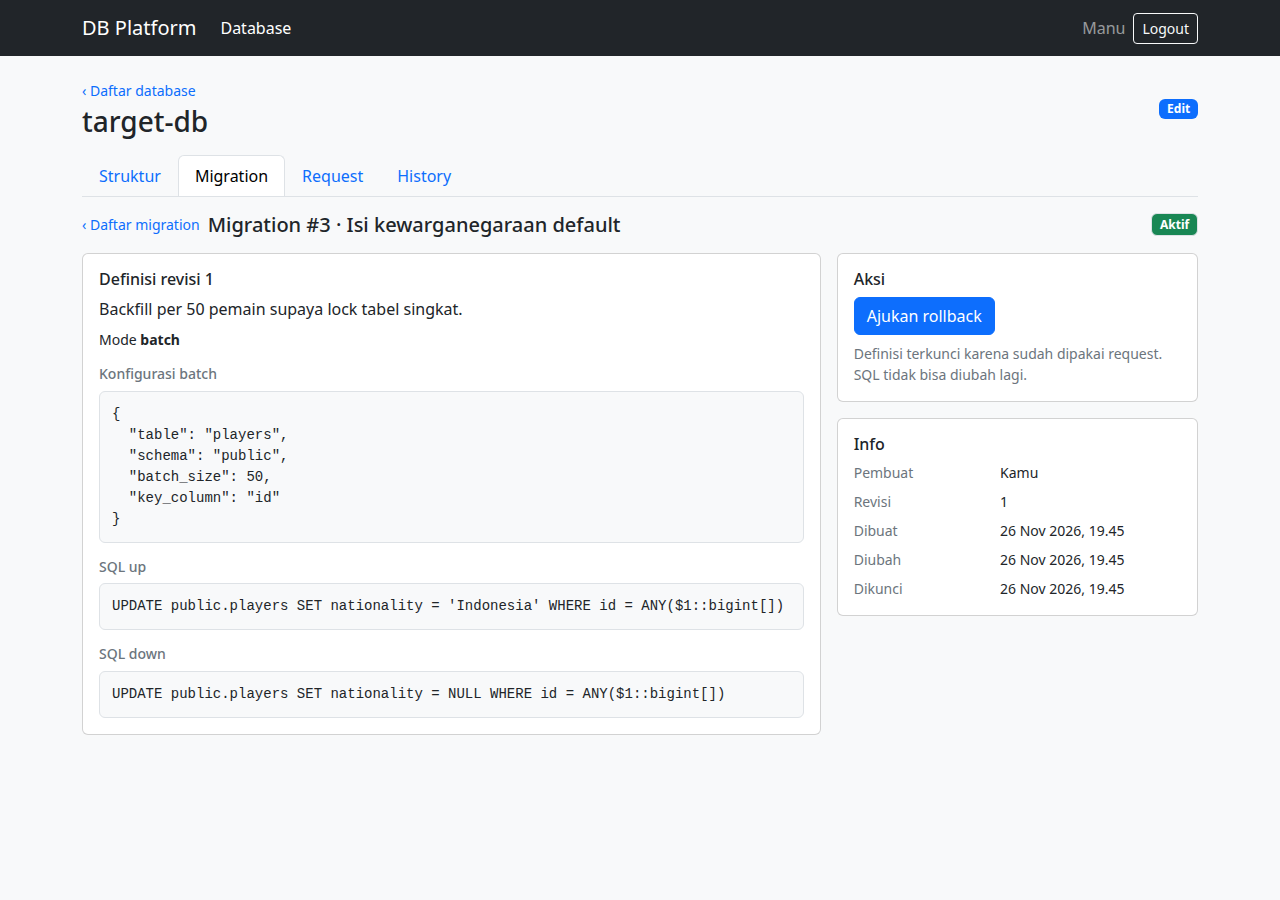 DB Platform Database Manu Logout
‹ Daftar database
target-db
Edit
Struktur Migration Request History
‹ Daftar migration Migration #3 · Isi kewarganegaraan default Aktif
Definisi revisi 1
Backfill per 50 pemain supaya lock tabel singkat.
Mode batch
Konfigurasi batch
{
  "table": "players",
  "schema": "public",
  "batch_size": 50,
  "key_column": "id"
}
SQL up
UPDATE public.players SET nationality = 'Indonesia' WHERE id = ANY($1::bigint[])
SQL down
UPDATE public.players SET nationality = NULL WHERE id = ANY($1::bigint[])
Aksi
Ajukan rollback
Definisi terkunci karena sudah dipakai request.
SQL tidak bisa diubah lagi.
Info
Pembuat Kamu
Revisi 1
Dibuat 26 Nov 2026, 19.45
Diubah 26 Nov 2026, 19.45
Dikunci 26 Nov 2026, 19.45